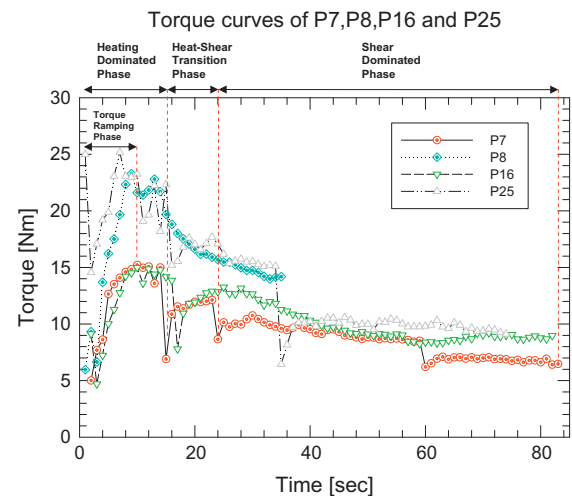 Torque curves of P7,P8,P16 and P25
Heating
Dominated
Phase
Heat-Shear
Transition
Phase
Shear
Dominated
Phase
Torque
Ramping
Phase
30
25
20
15
10
5
0
Torque [Nm]
P7
P8
P16
P25
0
20
40
60
80
Time [sec]